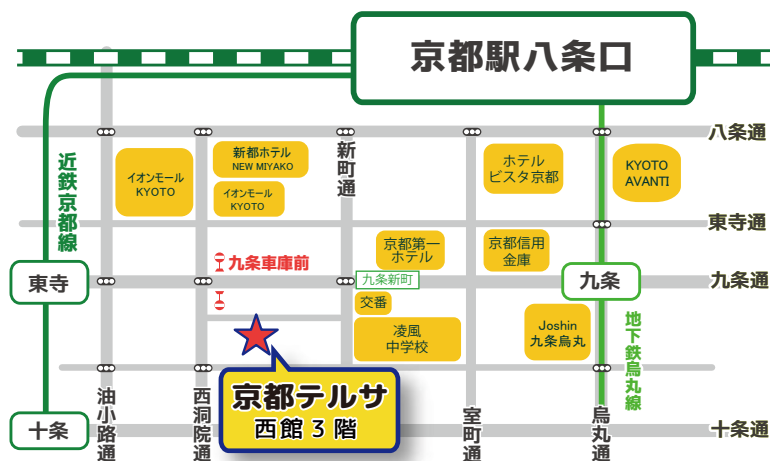 京都駅八条口
八条通
近鉄京都線
イオンモール
KYOTO
新都ホテル
NEW MIYAKO
イオンモール
KYOTO
新町通
ホテル
ビスタ京都
KYOTO
AVANTI
東寺通
京都第一
ホテル
京都信用
金庫
九条車庫前
東寺
九条新町
九条
九条通
交番
凌風
中学校
Joshin
九条烏丸
地下鉄烏丸線
京都テルサ
西館3階
油小路通
西洞院通
室町通
烏丸通
十条
十条通